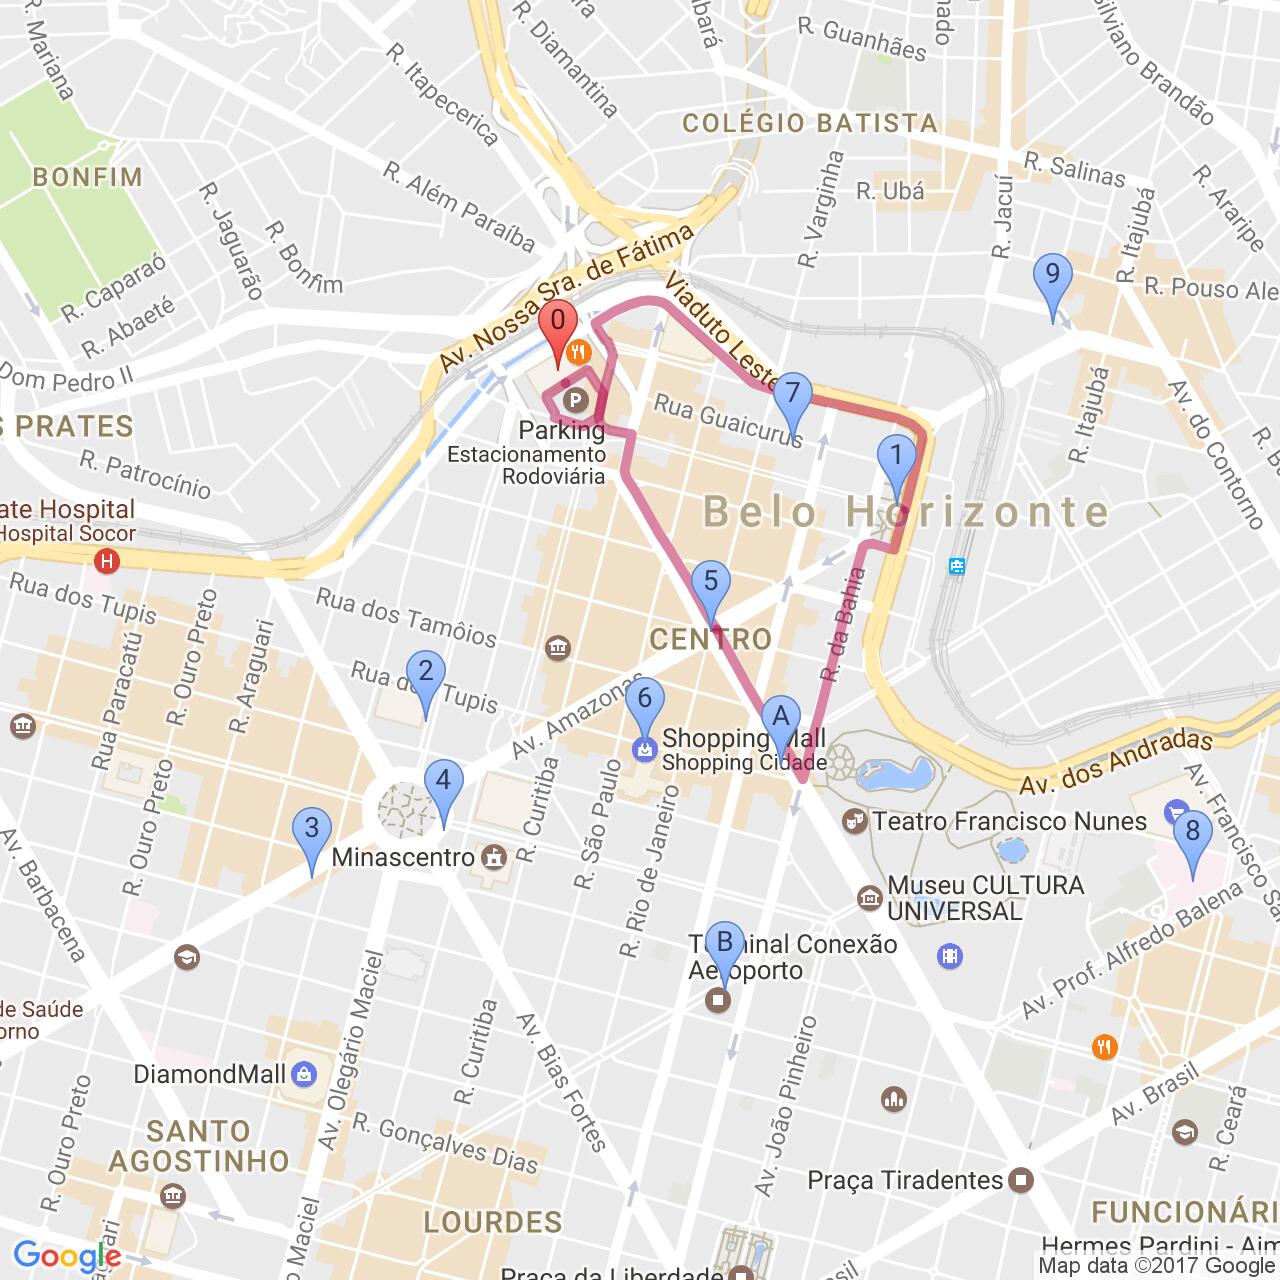 R. Mariana
R. Itapecerica
R. Diamantina
R. Guanhães
COLÉGIO BATISTA
R. Salinas
Silviano Brandão
R. Araripe
BONFIM
R. Além Paraíba
R. Jaguarão
R. Bonfim
R. Caparaó
R. Abaeté
R. Varginha
R. Ubá
R. Jacuí
R. Itajubá
R. Pouso Ale
9
Av. Nossa Sra. de Fátima
Viaduto Leste
0
Dom Pedro II
S PRATES
R. Patrocínio
P
Parking
Estacionamento
Rodoviária
Rua Guaicurus
7
1
R. Itajubá
Av. do Contorno
Belo Horizonte
ate Hospital
Hospital Socor
H
Rua dos Tupis
R. Ouro Preto
Rua Paracatú
R. Araguari
Rua dos Tamôios
Rua dos Tupis
2
5
CENTRO
R. da Bahia
6
A
Shopping Mall
Shopping Cidade
Av. Amazonas
Av. dos Andradas
4
3
R. Ouro Preto
R. Curitiba
R. São Paulo
R. Rio de Janeiro
Minascentro
Teatro Francisco Nunes
8
Av. Francisco Sa
Museu CULTURA
UNIVERSAL
Av. Barbacena
B
Terminal Conexão
Aeroporto
Av. Prof. Alfredo Balena
de Saúde
orno
Av. Olegário Maciel
R. Curitiba
Av. Bias Fortes
Av. João Pinheiro
DiamondMall
R. Gonçalves Dias
SANTO
AGOSTINHO
R. Ouro Preto
Av. Brasil
R. Ceará
Praça Tiradentes
LOURDES
FUNCIONÁRI
Hermes Pardini - Aim
Maciel
Google
Praça da Liberdade
Map data ©2017 Google